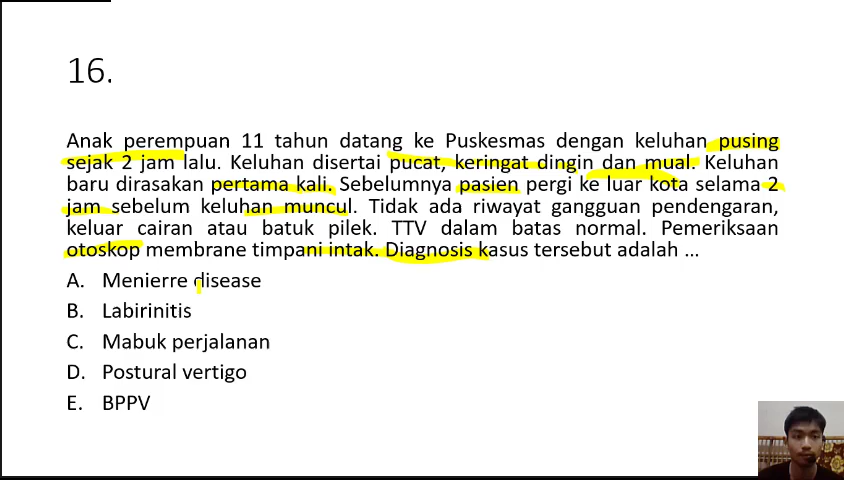 16.
Anak perempuan 11 tahun datang ke Puskesmas dengan keluhan pusing
sejak 2 jam lalu. Keluhan disertai pucat, keringat dingin dan mual. Keluhan
baru dirasakan pertama kali. Sebelumnya pasien pergi ke luar kota selama 2
jam sebelum keluhan muncul. Tidak ada riwayat gangguan pendengaran,
keluar cairan atau batuk pilek. TTV dalam batas normal. Pemeriksaan
otoskop membrane timpani intak. Diagnosis kasus tersebut adalah ...
A. Menierre disease
B. Labirinitis
C. Mabuk perjalanan
D. Postural vertigo
E. BPPV